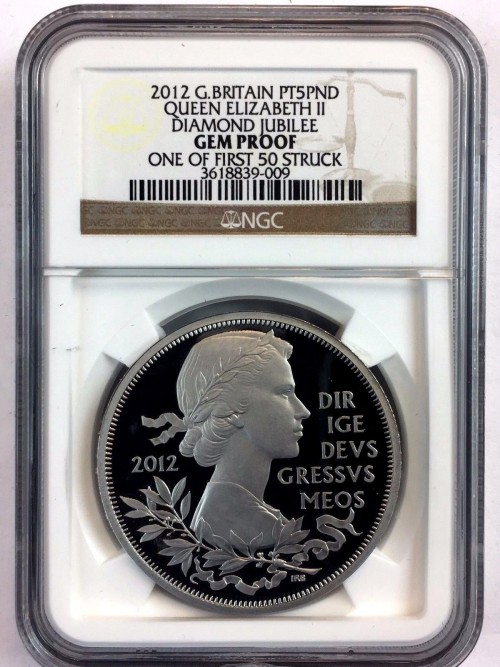 2012 G.BRITAIN PT5PND
QUEEN ELIZABETH II
DIAMOND JUBILEE
GEM PROOF
ONE OF FIRST 50 STRUCK
3618839-009
NGC
2012
DIR
IGE
DEVS
GRESSVS
MEOS